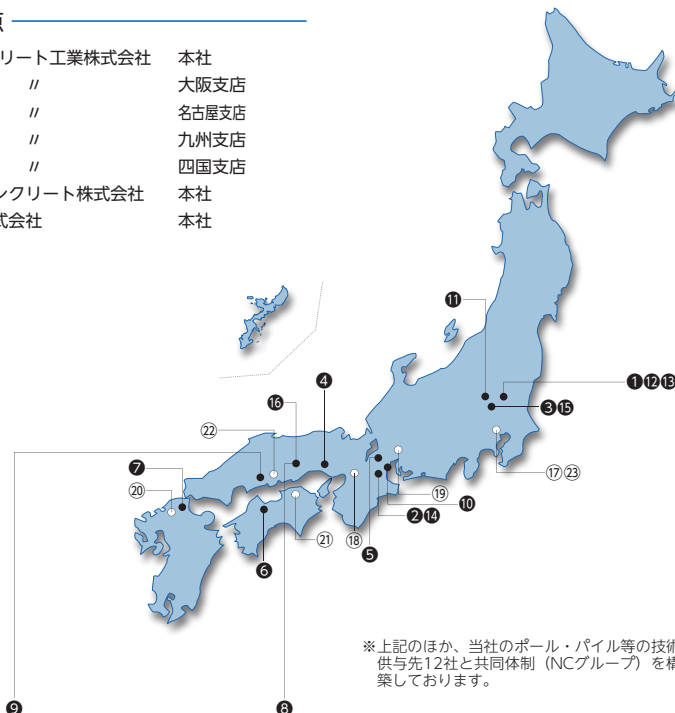 点
リート工業株式会社 本社
〃 大阪支店
〃 名古屋支店
〃 九州支店
〃 四国支店
ンクリート株式会社 本社
式会社 本社
⓫
❹
❶⓬⓭
⓰
❸⓯
㉒
❼
⑰㉓
⑳
⑲
❷⓮
❿
㉑
⑱
❺
❻
※上記のほか、当社のポール・パイル等の技術
供与先12社と共同体制（NCグループ）を構
築しております。
❾
❽